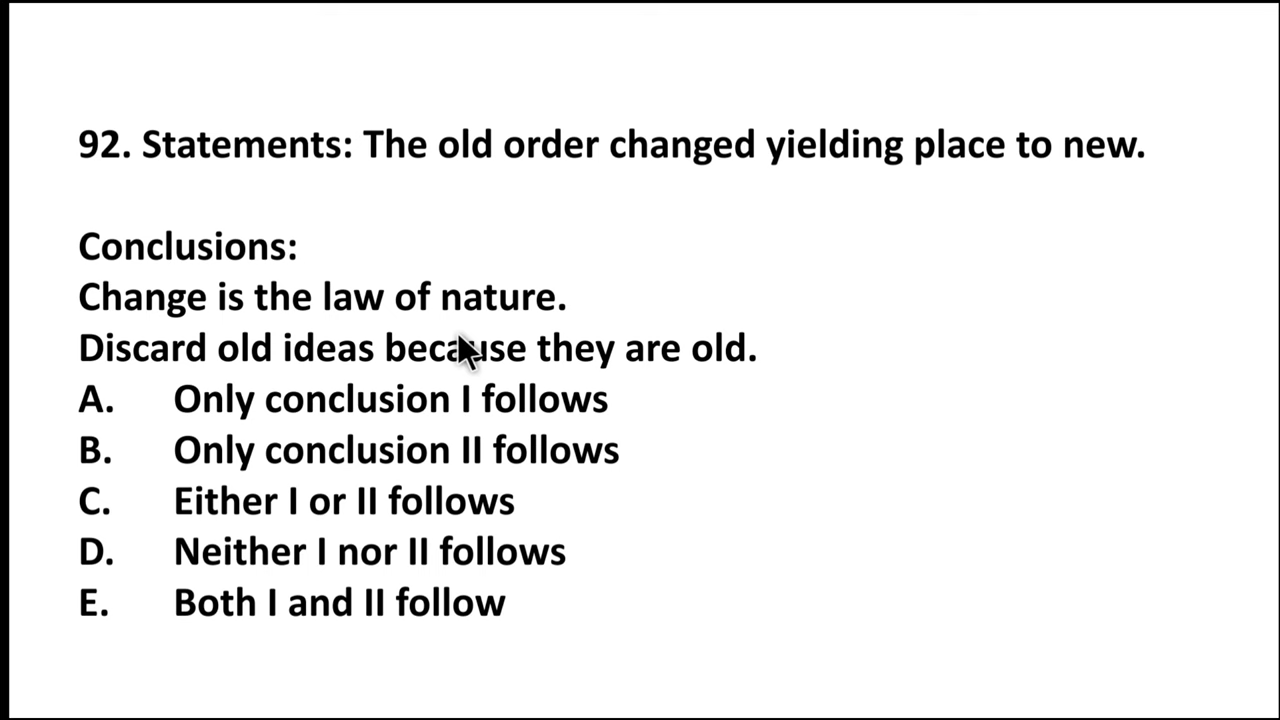 92. Statements: The old order changed yielding place to new.
Conclusions:
Change is the law of nature.
Discard old ideas because they are old.
A. Only conclusion I follows
B. Only conclusion II follows
C. Either I or II follows
D. Neither I nor II follows
E. Both I and II follow